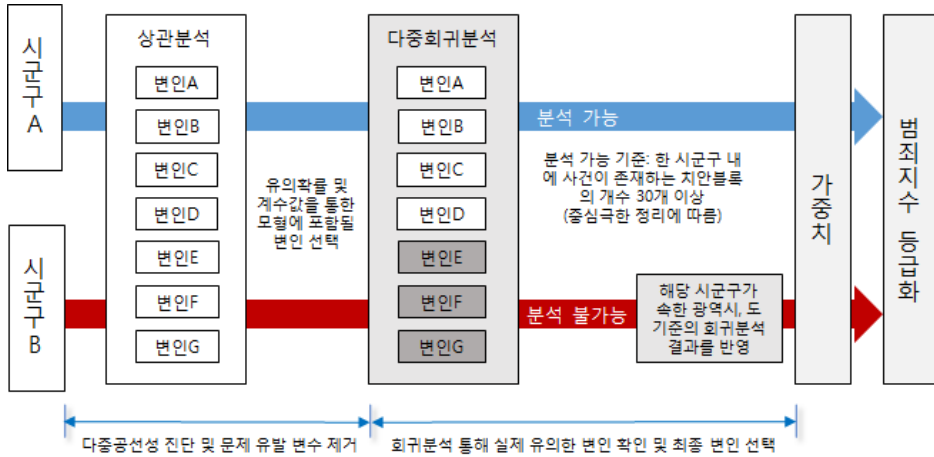 시군구 A
시군구 B
상관분석
변인A
변인B
변인C
변인D
변인E
변인F
변인G
유의확률 및
계수값을 통한
모형에 포함될
변인 선택
다중회귀분석
변인A
변인B
변인C
변인D
변인E
변인F
변인G
분석 가능
분석 가능 기준: 한 시군구 내
에 사건이 존재하는 치안블록
의 개수 30개 이상
(중심극한 정리에 따름)
분석 불가능
해당 시군구가
속한 광역시, 도
기준의 회귀분석
결과를 반영
가중치
범죄지수 등급화
다중공선성 진단 및 문제 유발 변수 제거
회귀분석 통해 실제 유의한 변인 확인 및 최종 변인 선택